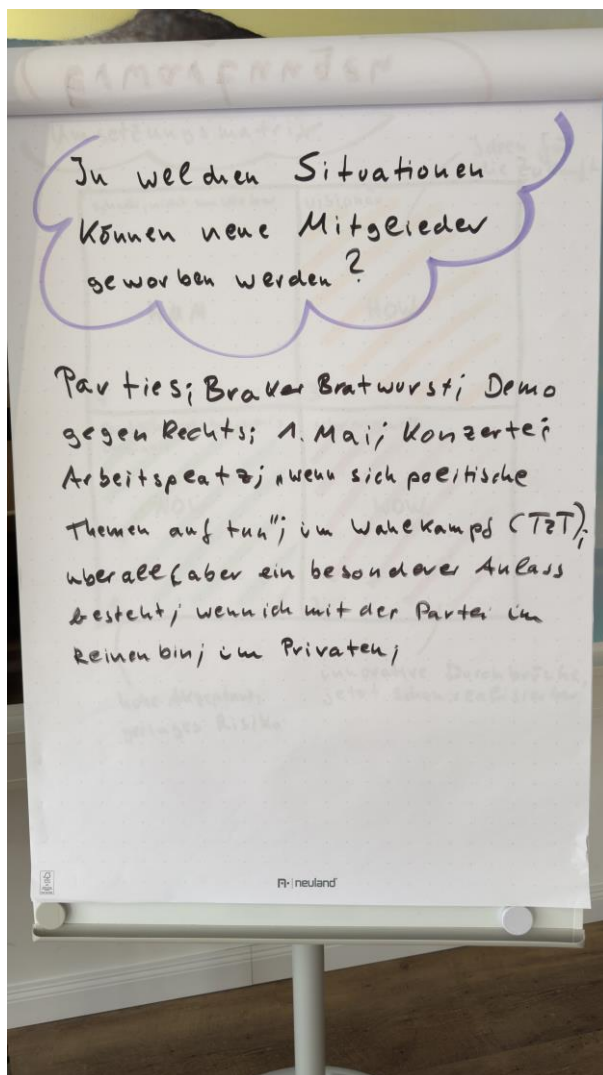 In welchen Situationen
können neue Mitglieder
geworben werden?
Parties; Braker Bratwurst; Demo
gegen Rechts; 1. Mai; Konzerte;
Arbeitsplatz; „wenn sich politische
Themen auf tun"; im Wahlkampf (TzT);
überall (aber ein besonderer Anlass
besteht; wenn ich mit der Partei im
Reinen bin; im Privaten;
neuland